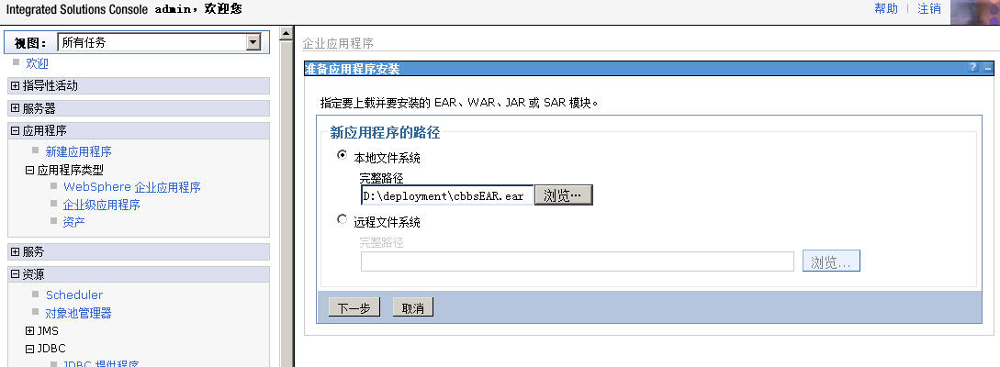 Integrated Solutions Console admin，欢迎您
帮助 | 注销
视图： 所有任务
欢迎
指导性活动
服务器
应用程序
新建应用程序
应用程序类型
WebSphere 企业应用程序
企业级应用程序
资产
服务
资源
Scheduler
对象池管理器
JMS
JDBC
JDBC 提供程序
企业应用程序
准备应用程序安装
? -
指定要上载并要安装的 EAR、WAR、JAR 或 SAR 模块。
新应用程序的路径
本地文件系统
完整路径
D:\deployment\cbbsEAR.ear 浏览…
远程文件系统
完整路径
浏览...
下一步 取消